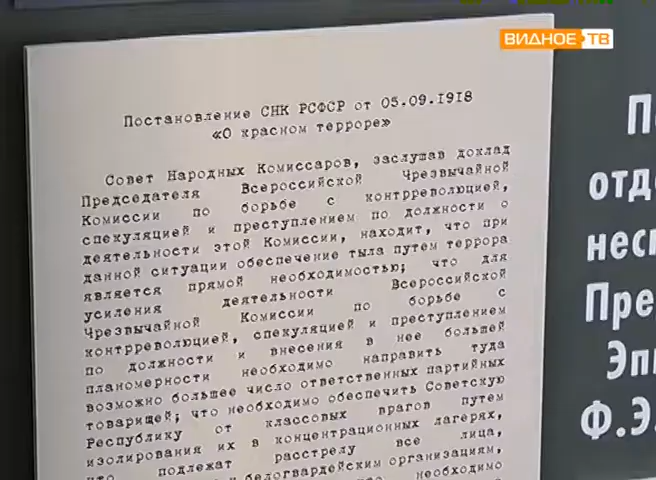 ВИДНОЕ ТВ
Постановление СНК РСФСР от 05.09.1918
«О красном терроре»
Совет Народных Комиссаров, заслушав доклад
Председателя Всероссийской Чрезвычайной
Комиссии по борьбе с контрреволюцией,
спекуляцией и преступлением по должности о
деятельности этой Комиссии, находит, что при
данной ситуации обеспечение тыла путем террора
является прямой необходимостью; что для
усиления деятельности Всероссийской
Чрезвычайной Комиссии по борьбе с
контрреволюцией, спекуляцией и преступлением
по должности и внесения в нее большей
планомерности необходимо направить туда
возможно большее число ответственных партийных
товарищей; что необходимо обеспечить Советскую
Республику от классовых врагов путем
изолирования их в концентрационных лагерях,
что подлежат расстрелу все лица,
белогвардейским организациям,
необходимо
П
отд
нес
Пре
Эп
Ф.Э.